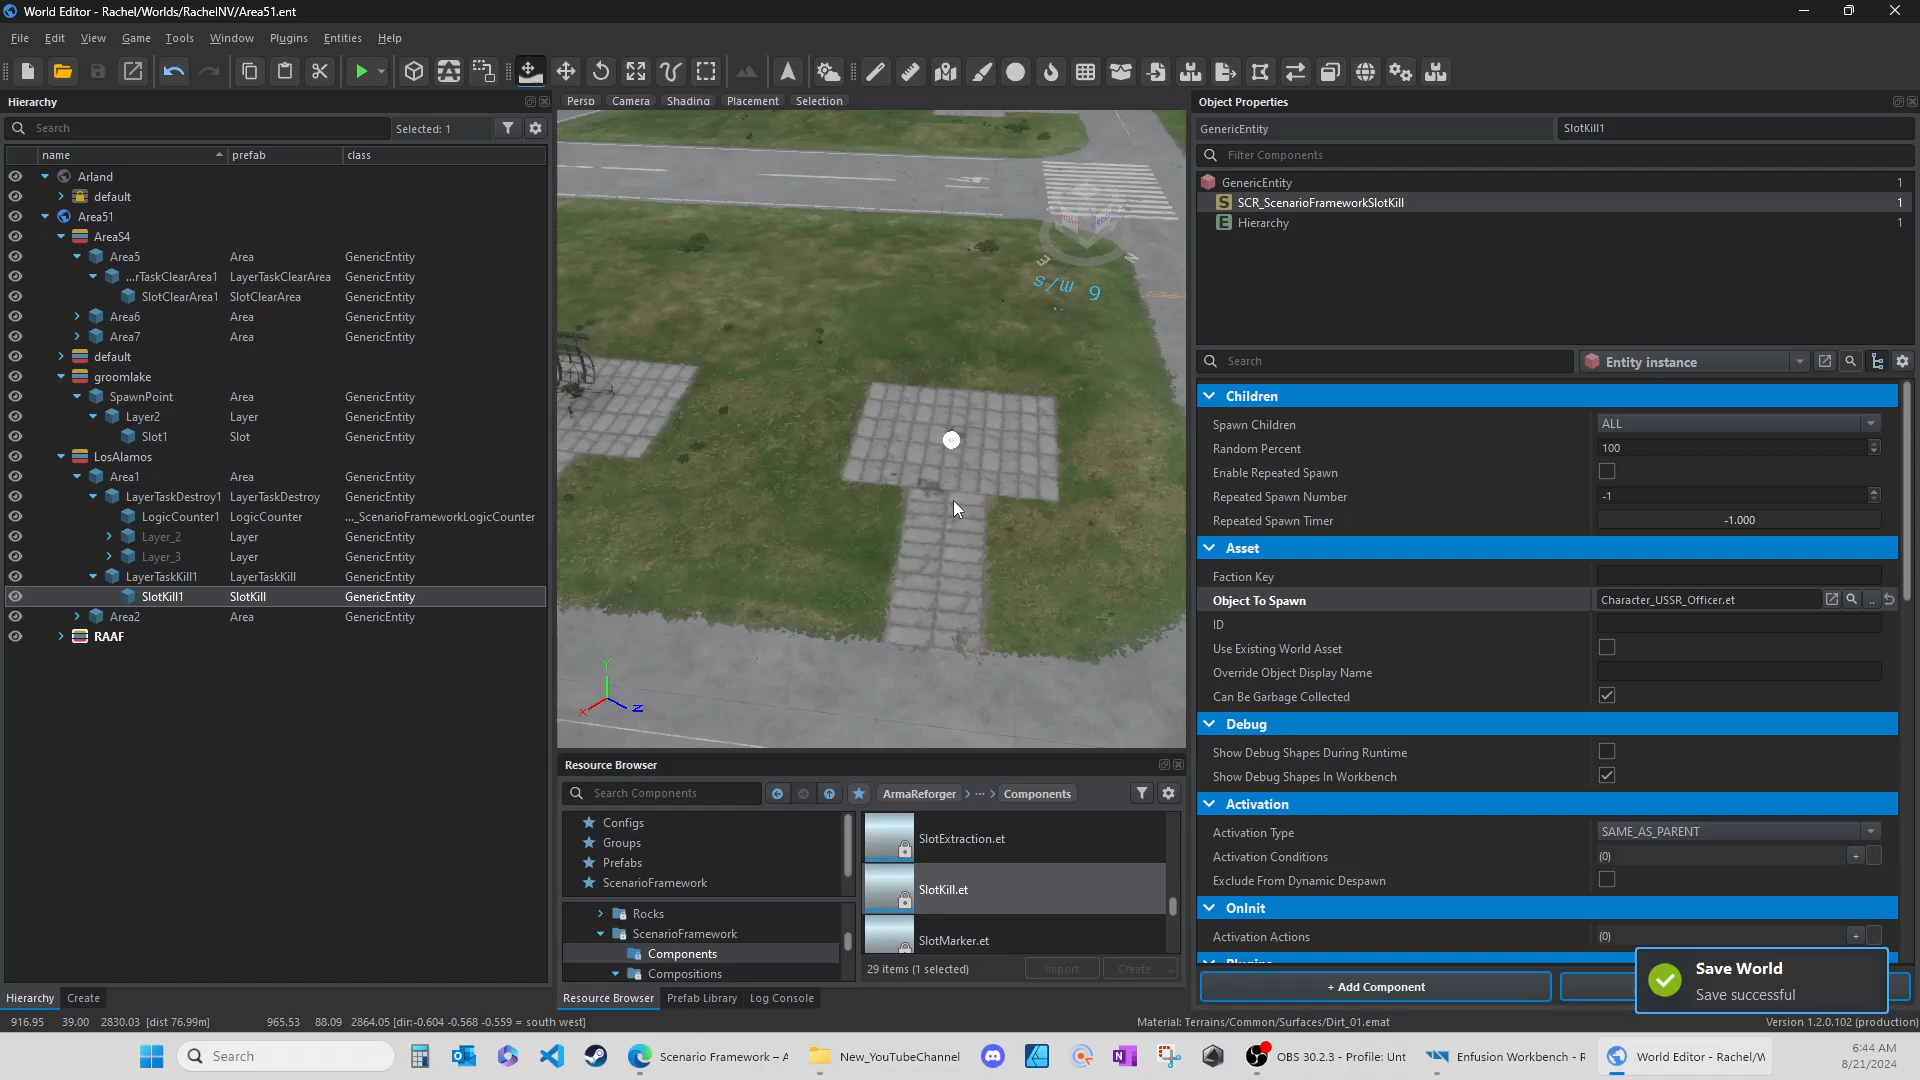 World Editor - Rachel/Worlds/RachelNV/Area51.ent
File Edit View Game Tools Window Plugins Entities Help
Hierarchy
Search
Selected: 1
name prefab class
Arland
default
Area51
AreaS4
Area5 Area GenericEntity
...rTaskClearArea1 LayerTaskClearArea GenericEntity
SlotClearArea1 SlotClearArea GenericEntity
Area6 Area GenericEntity
Area7 Area GenericEntity
default
groomlake
SpawnPoint Area GenericEntity
Layer2 Layer GenericEntity
Slot1 Slot GenericEntity
LosAlamos
Area1 Area GenericEntity
LayerTaskDestroy1 LayerTaskDestroy GenericEntity
LogicCounter1 LogicCounter ..._ScenarioFrameworkLogicCounter
Layer_2 Layer GenericEntity
Layer_3 Layer GenericEntity
LayerTaskKill1 LayerTaskKill GenericEntity
SlotKill1 SlotKill GenericEntity
Area2 Area GenericEntity
RAAF
Hierarchy Create
Persp Camera Shading Placement Selection
6 m/s
Y
X
Z
Resource Browser
Search Components
ArmaReforger > ... > Components
Configs
Groups
Prefabs
ScenarioFramework
Rocks
ScenarioFramework
Components
Compositions
SlotExtraction.et
SlotKill.et
SlotMarker.et
29 items (1 selected)
Import
Create
Resource Browser Prefab Library Log Console
Object Properties
GenericEntity
SlotKill1
Filter Components
GenericEntity 1
S SCR_ScenarioFrameworkSlotKill 1
E Hierarchy 1
Search
Entity instance
Children
Spawn Children ALL
Random Percent 100
Enable Repeated Spawn
Repeated Spawn Number -1
Repeated Spawn Timer -1.000
Asset
Faction Key
Object To Spawn Character_USSR_Officer.et ..
ID
Use Existing World Asset
Override Object Display Name
Can Be Garbage Collected
Debug
Show Debug Shapes During Runtime
Show Debug Shapes In Workbench
Activation
Activation Type SAME_AS_PARENT
Activation Conditions (0) +
Exclude From Dynamic Despawn
OnInit
Activation Actions (0) +
+ Add Component
Save World
Save successful
916.95 39.00 2830.03 [dist 76.99m] 965.53 88.09 2864.05 [dir:-0.604 -0.568 -0.559 = south west]
Material: Terrains/Common/Surfaces/Dirt_01.emat
Version 1.2.0.102 (production)
Search
Scenario Framework – A
New_YouTubeChannel
OBS 30.2.3 - Profile: Unt
Enfusion Workbench - R
World Editor - Rachel/W
6:44 AM
8/21/2024